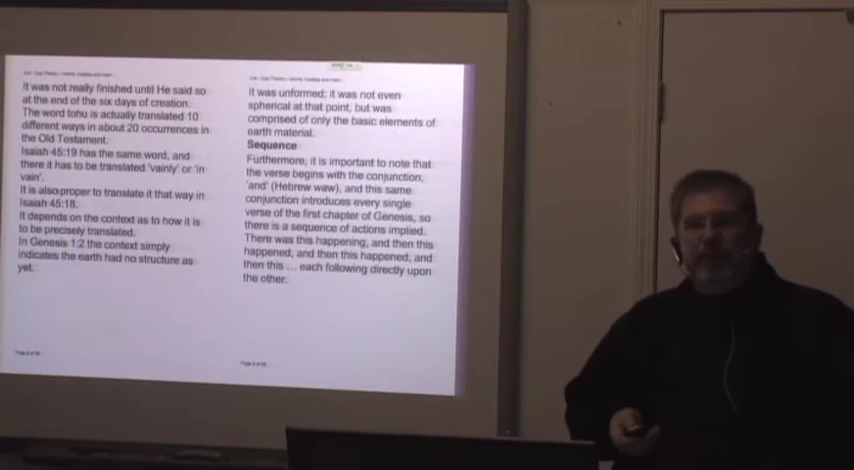 It was not really finished until He said so
at the end of the six days of creation.
The word tohu is actually translated 10
different ways in about 20 occurrences in
the Old Testament.
Isaiah 45:19 has the same word, and
there it has to be translated 'vainly' or 'in
vain'.
It is also proper to translate it that way in
Isaiah 45:18.
It depends on the context as to how it is
to be precisely translated.
In Genesis 1:2 the context simply
indicates the earth had no structure as
yet.
It was unformed; it was not even
spherical at that point, but was
comprised of only the basic elements of
earth material.
Sequence
Furthermore, it is important to note that
the verse begins with the conjunction,
'and' (Hebrew waw), and this same
conjunction introduces every single
verse of the first chapter of Genesis, so
there is a sequence of actions implied.
There was this happening, and then this
happened, and then this happened, and
then this ... each following directly upon
the other.